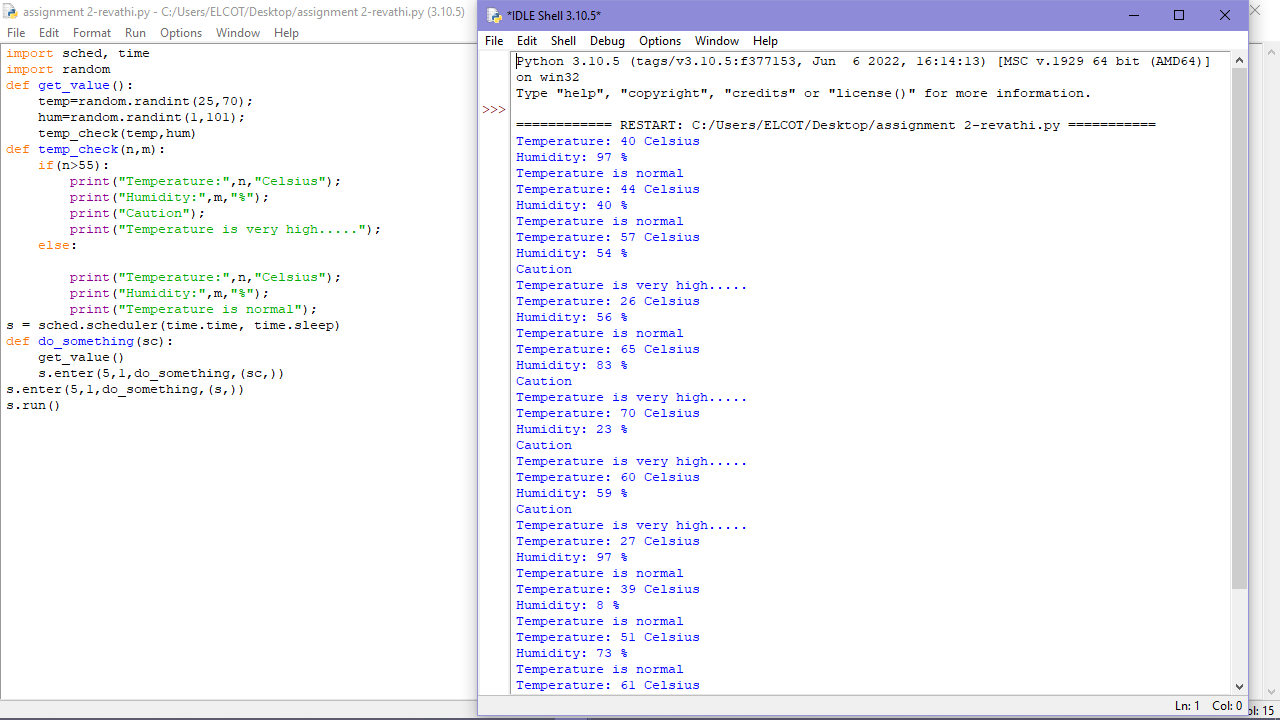 assignment 2-revathi.py - C:/Users/ELCOT/Desktop/assignment 2-revathi.py (3.10.5)
File Edit Format Run Options Window Help
import sched, time
import random
def get_value():
    temp=random.randint(25,70);
    hum=random.randint(1,101);
    temp_check(temp,hum)
def temp_check(n,m):
    if(n>55):
        print("Temperature:",n,"Celsius");
        print("Humidity:",m,"%");
        print("Caution");
        print("Temperature is very high.....");
    else:
        print("Temperature:",n,"Celsius");
        print("Humidity:",m,"%");
        print("Temperature is normal");
s = sched.scheduler(time.time, time.sleep)
def do_something(sc):
    get_value()
    s.enter(5,1,do_something,(sc,))
s.enter(5,1,do_something,(s,))
s.run()
*IDLE Shell 3.10.5*
File Edit Shell Debug Options Window Help
Python 3.10.5 (tags/v3.10.5:f377153, Jun  6 2022, 16:14:13) [MSC v.1929 64 bit (AMD64)]
on win32
Type "help", "copyright", "credits" or "license()" for more information.
>>>
============ RESTART: C:/Users/ELCOT/Desktop/assignment 2-revathi.py ===========
Temperature: 40 Celsius
Humidity: 97 %
Temperature is normal
Temperature: 44 Celsius
Humidity: 40 %
Temperature is normal
Temperature: 57 Celsius
Humidity: 54 %
Caution
Temperature is very high.....
Temperature: 26 Celsius
Humidity: 56 %
Temperature is normal
Temperature: 65 Celsius
Humidity: 83 %
Caution
Temperature is very high.....
Temperature: 70 Celsius
Humidity: 23 %
Caution
Temperature is very high.....
Temperature: 60 Celsius
Humidity: 59 %
Caution
Temperature is very high.....
Temperature: 27 Celsius
Humidity: 97 %
Temperature is normal
Temperature: 39 Celsius
Humidity: 8 %
Temperature is normal
Temperature: 51 Celsius
Humidity: 73 %
Temperature is normal
Temperature: 61 Celsius
Ln: 1 Col: 0
ol: 15